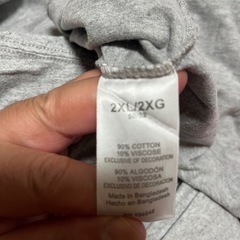 2XL/2XG
90% COTTON
10% VISCOSE
EXCLUSIVE OF DECORATION
90% ALGODÓN
10% VISCOSA
EXCLUSIVO DE DECORACIÓN
Made in Bangladesh
Hecho en Bangladesh